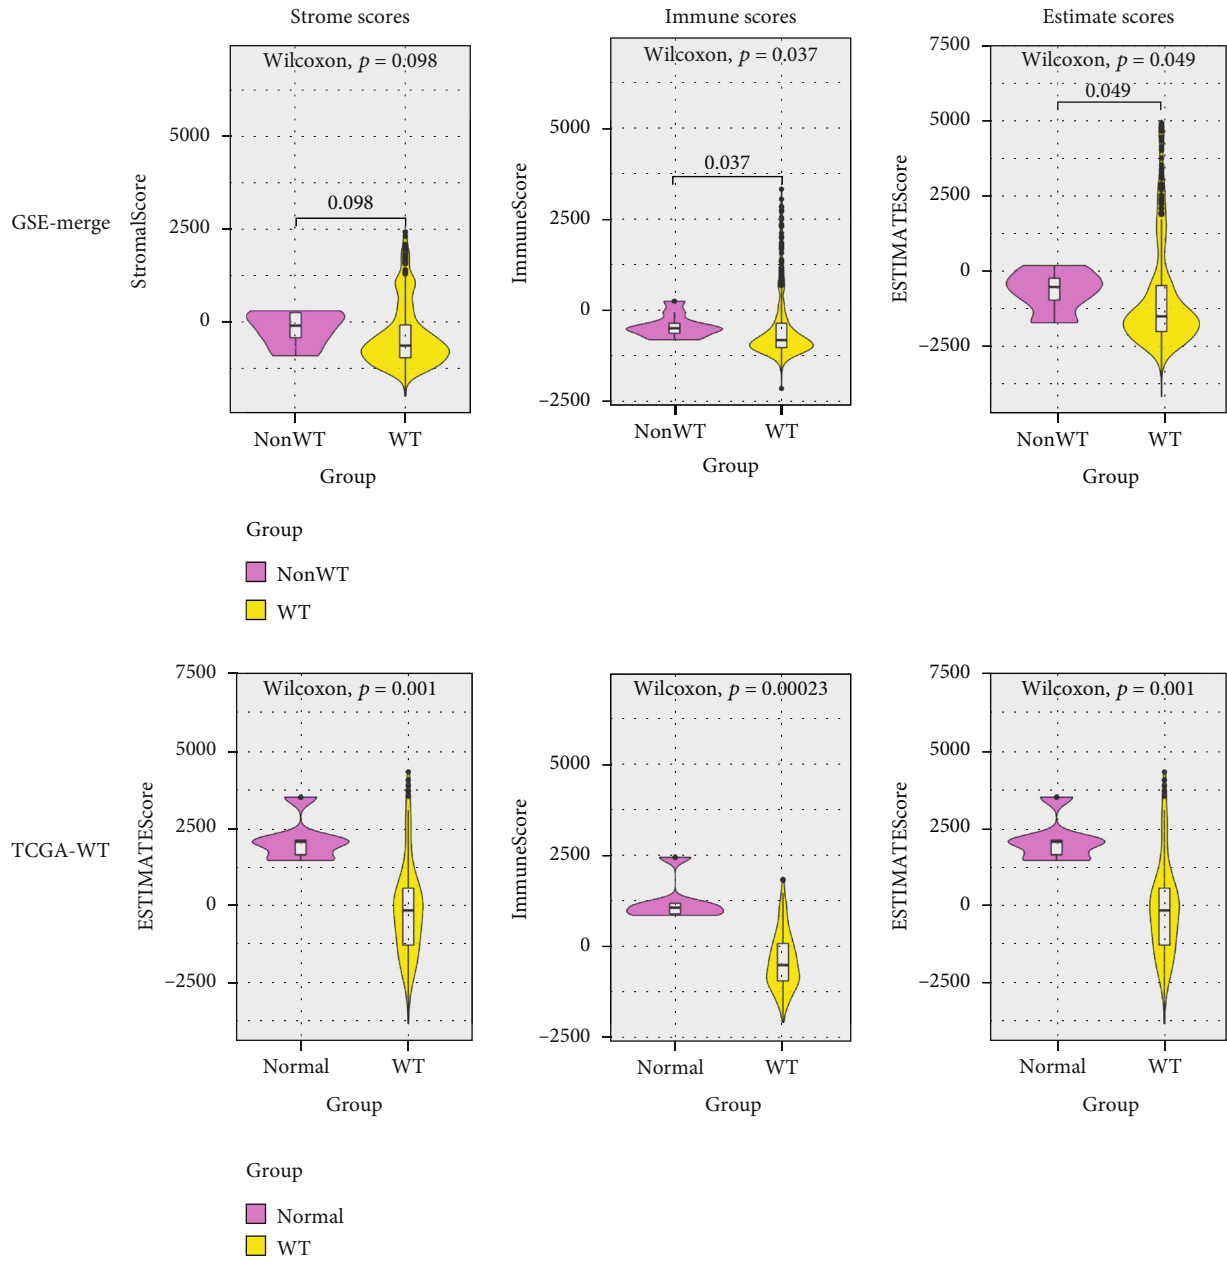 Strome scores
Immune scores
Estimate scores
GSE-merge
StromalScore
5000
2500
0
Wilcoxon, p = 0.098
0.098
NonWT
WT
Group
ImmuneScore
5000
2500
0
−2500
Wilcoxon, p = 0.037
0.037
NonWT
WT
Group
ESTIMATEScore
7500
5000
2500
0
−2500
Wilcoxon, p = 0.049
0.049
NonWT
WT
Group
Group
NonWT
WT
TCGA-WT
ESTIMATEScore
7500
5000
2500
0
−2500
Wilcoxon, p = 0.001
Normal
WT
Group
ImmuneScore
5000
2500
0
−2500
Wilcoxon, p = 0.00023
Normal
WT
Group
ESTIMATEScore
7500
5000
2500
0
−2500
Wilcoxon, p = 0.001
Normal
WT
Group
Group
Normal
WT